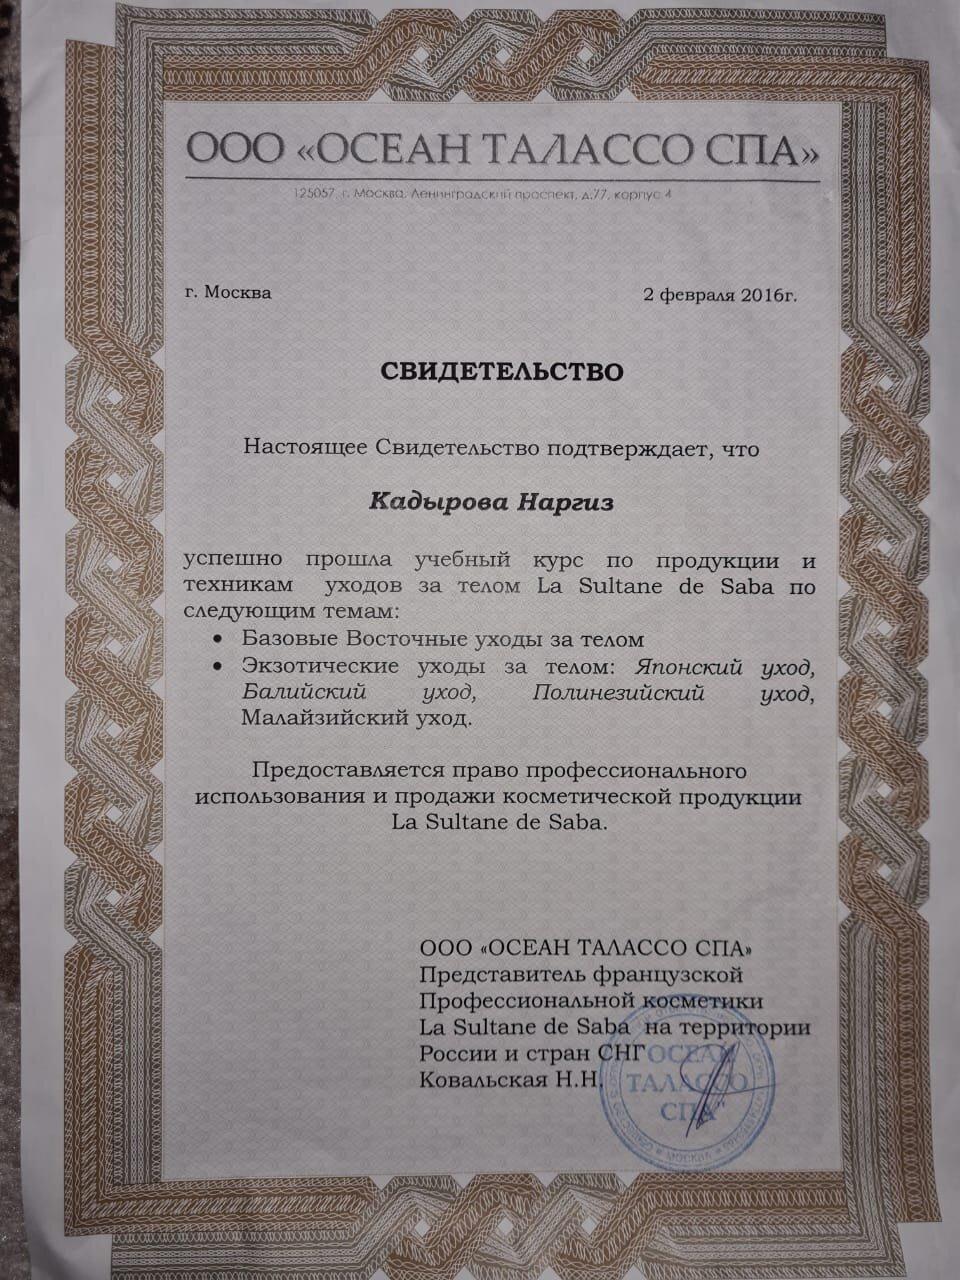 ООО «ОСЕАН ТАЛАССО СПА»
125057, г. Москва, Ленинградский проспект, д.77, корпус 4
г. Москва
2 февраля 2016г.
СВИДЕТЕЛЬСТВО
Настоящее Свидетельство подтверждает, что
Кадырова Наргиз
успешно прошла учебный курс по продукции и
техникам уходов за телом La Sultane de Saba по
следующим темам:
• Базовые Восточные уходы за телом
• Экзотические уходы за телом: Японский уход,
Балийский уход, Полинезийский уход,
Малайзийский уход.
Предоставляется право профессионального
использования и продажи косметической продукции
La Sultane de Saba.
ООО «ОСЕАН ТАЛАССО СПА»
Представитель французской
Профессиональной косметики
La Sultane de Saba на территории
России и стран СНГ
Ковальская Н.Н.
ОСЕАН
ТАЛАССО
СПА
МОСКВА